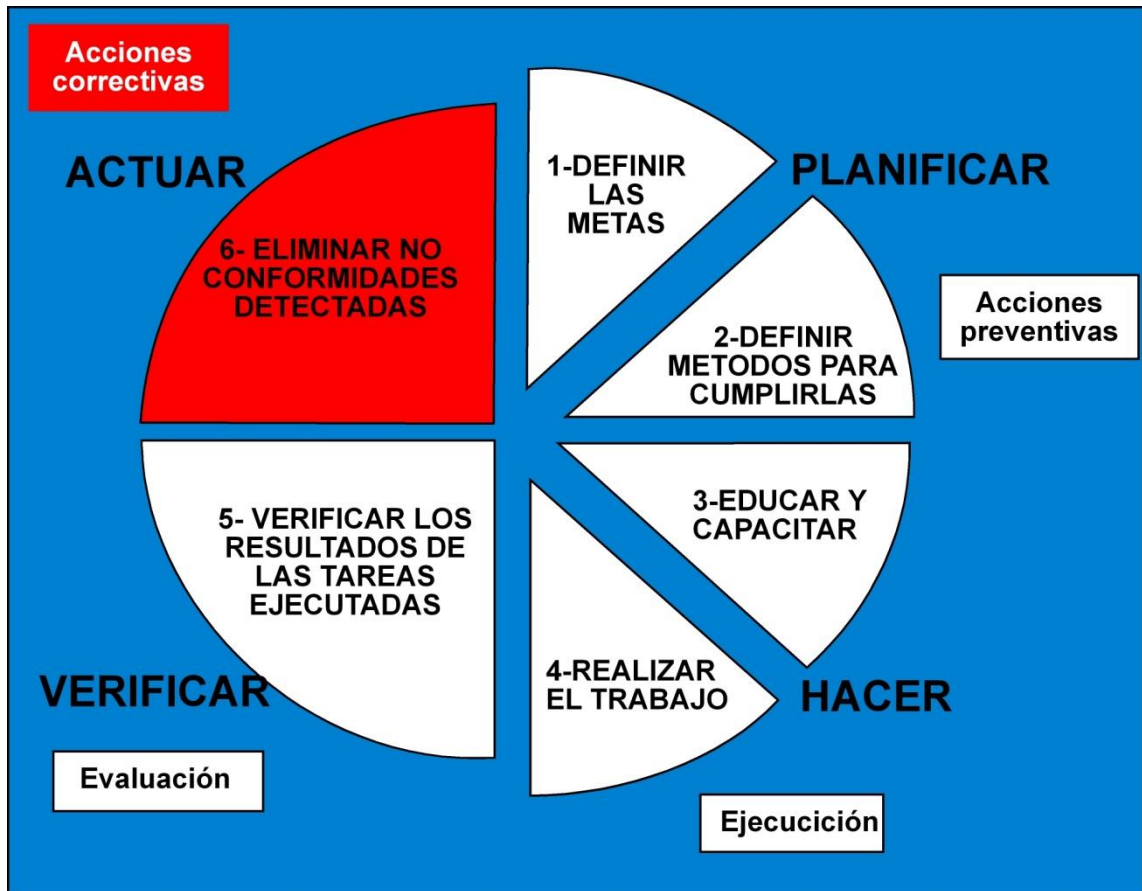 Acciones
correctivas
ACTUAR
6- ELIMINAR NO
CONFORMIDADES
DETECTADAS
1-DEFINIR
LAS
METAS
PLANIFICAR
Acciones
preventivas
2-DEFINIR
METODOS PARA
CUMPLIRLAS
3-EDUCAR Y
CAPACITAR
5- VERIFICAR LOS
RESULTADOS DE
LAS TAREAS
EJECUTADAS
4-REALIZAR
EL TRABAJO
VERIFICAR
HACER
Evaluación
Ejecucición